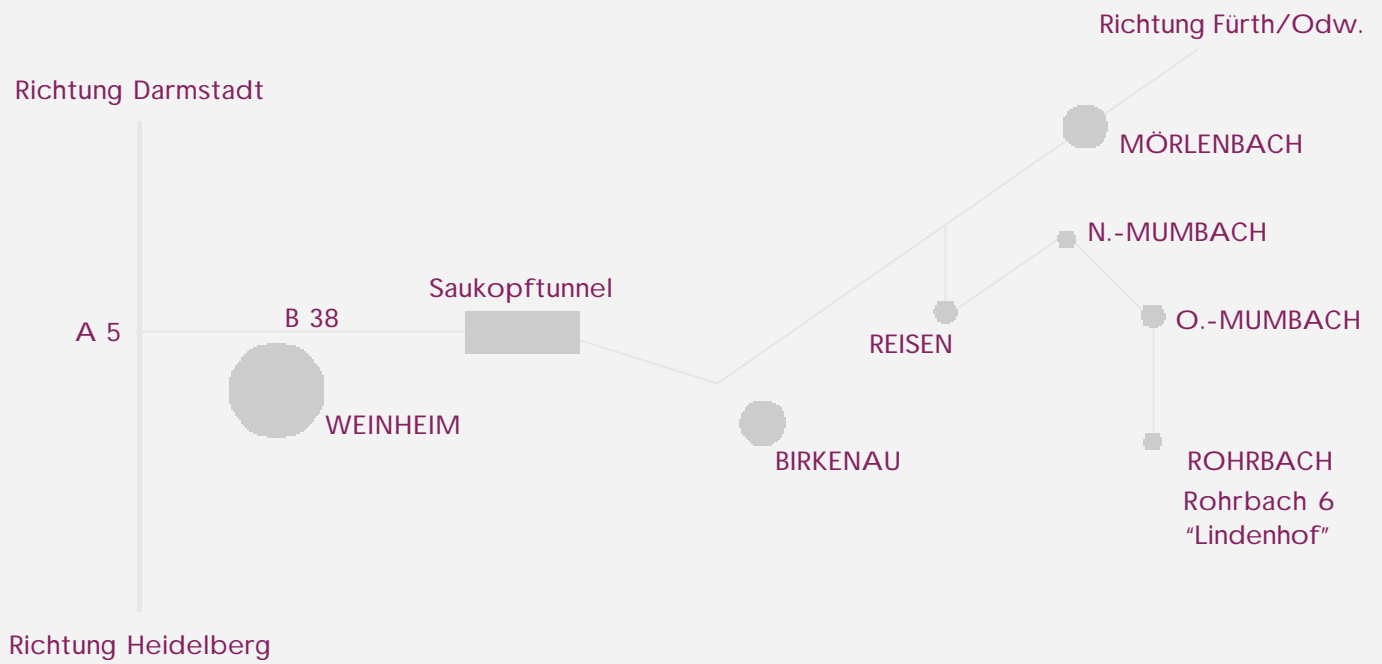 Richtung Fürth/Odw.
Richtung Darmstadt
MÖRLENBACH
N.-MUMBACH
Saukopftunnel
B 38
A 5
O.-MUMBACH
REISEN
WEINHEIM
BIRKENAU
ROHRBACH
Rohrbach 6
“Lindenhof”
Richtung Heidelberg